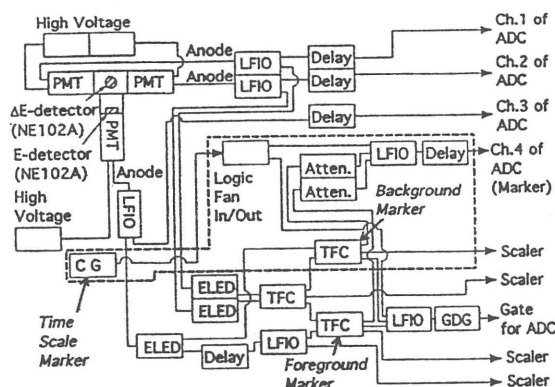 High Voltage
Anode
LFIO
Delay
Ch.1 of
ADC
PMT
PMT
Anode
LFIO
Delay
Ch.2 of
ADC
ΔE-detector
(NE102A)
Delay
Ch.3 of
ADC
PMT
E-detector
(NE102A)
Anode
LFIO
Delay
Ch.4 of
ADC
(Marker)
Logic
Fan
In/Out
Atten.
Atten.
High
Voltage
LFIO
Background
Marker
C G
TFC
Scaler
Time
Scale
Marker
ELED
ELED
TFC
Scaler
TFC
LFIO
GDG
Gate
for ADC
ELED
Delay
LFIO
Foreground
Marker
Scaler
Scaler